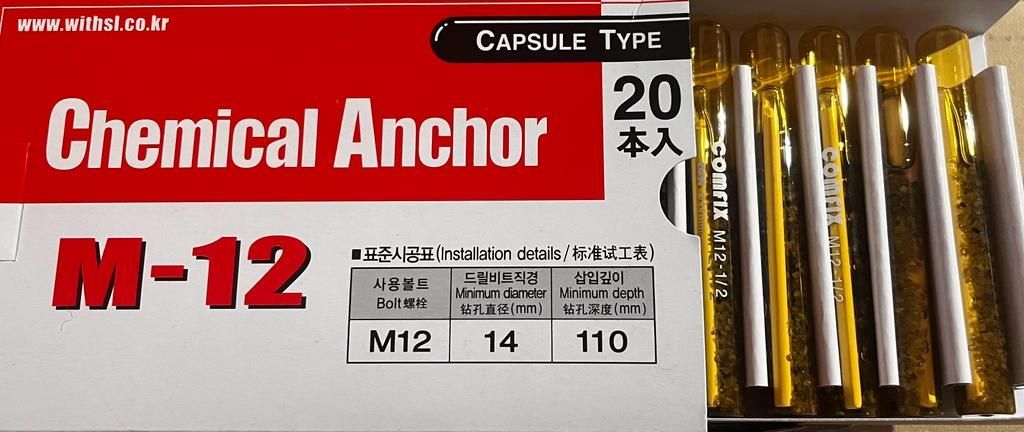 www.withsl.co.kr
CAPSULE TYPE
Chemical Anchor
20
本入
M-12
■표준시공표(Installation details/标准试工表)
사용볼트
Bolt 螺栓
드릴비트직경
Minimum diameter
钻孔直径(mm)
삽입깊이
Minimum depth
钻孔深度(mm)
M12
14
110
COMFIX M12-1/2
COMFIX M12-1/2